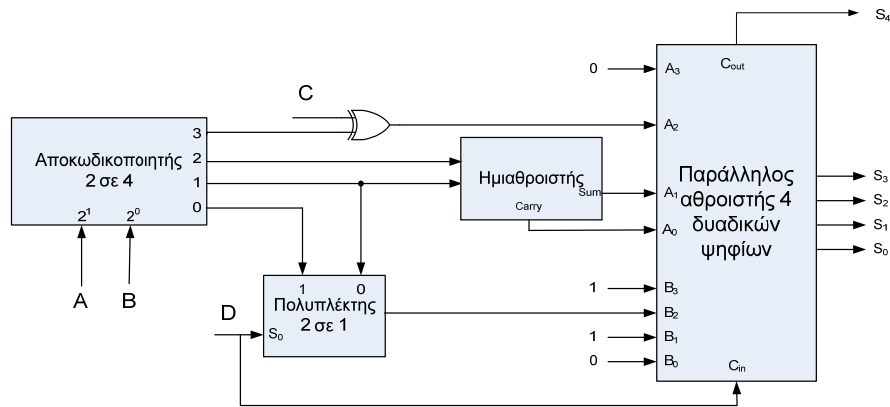 S4
Cout
0
A3
C
A2
3
Αποκωδικοποιητής
2 σε 4
2
1
0
2¹
2⁰
Ημιαθροιστής
Sum
Carry
A1
A0
Παράλληλος
αθροιστής 4
δυαδικών
ψηφίων
S3
S2
S1
S0
A
B
1
0
Πολυπλέκτης
2 σε 1
D
S0
1
B3
B2
1
B1
0
B0
Cin